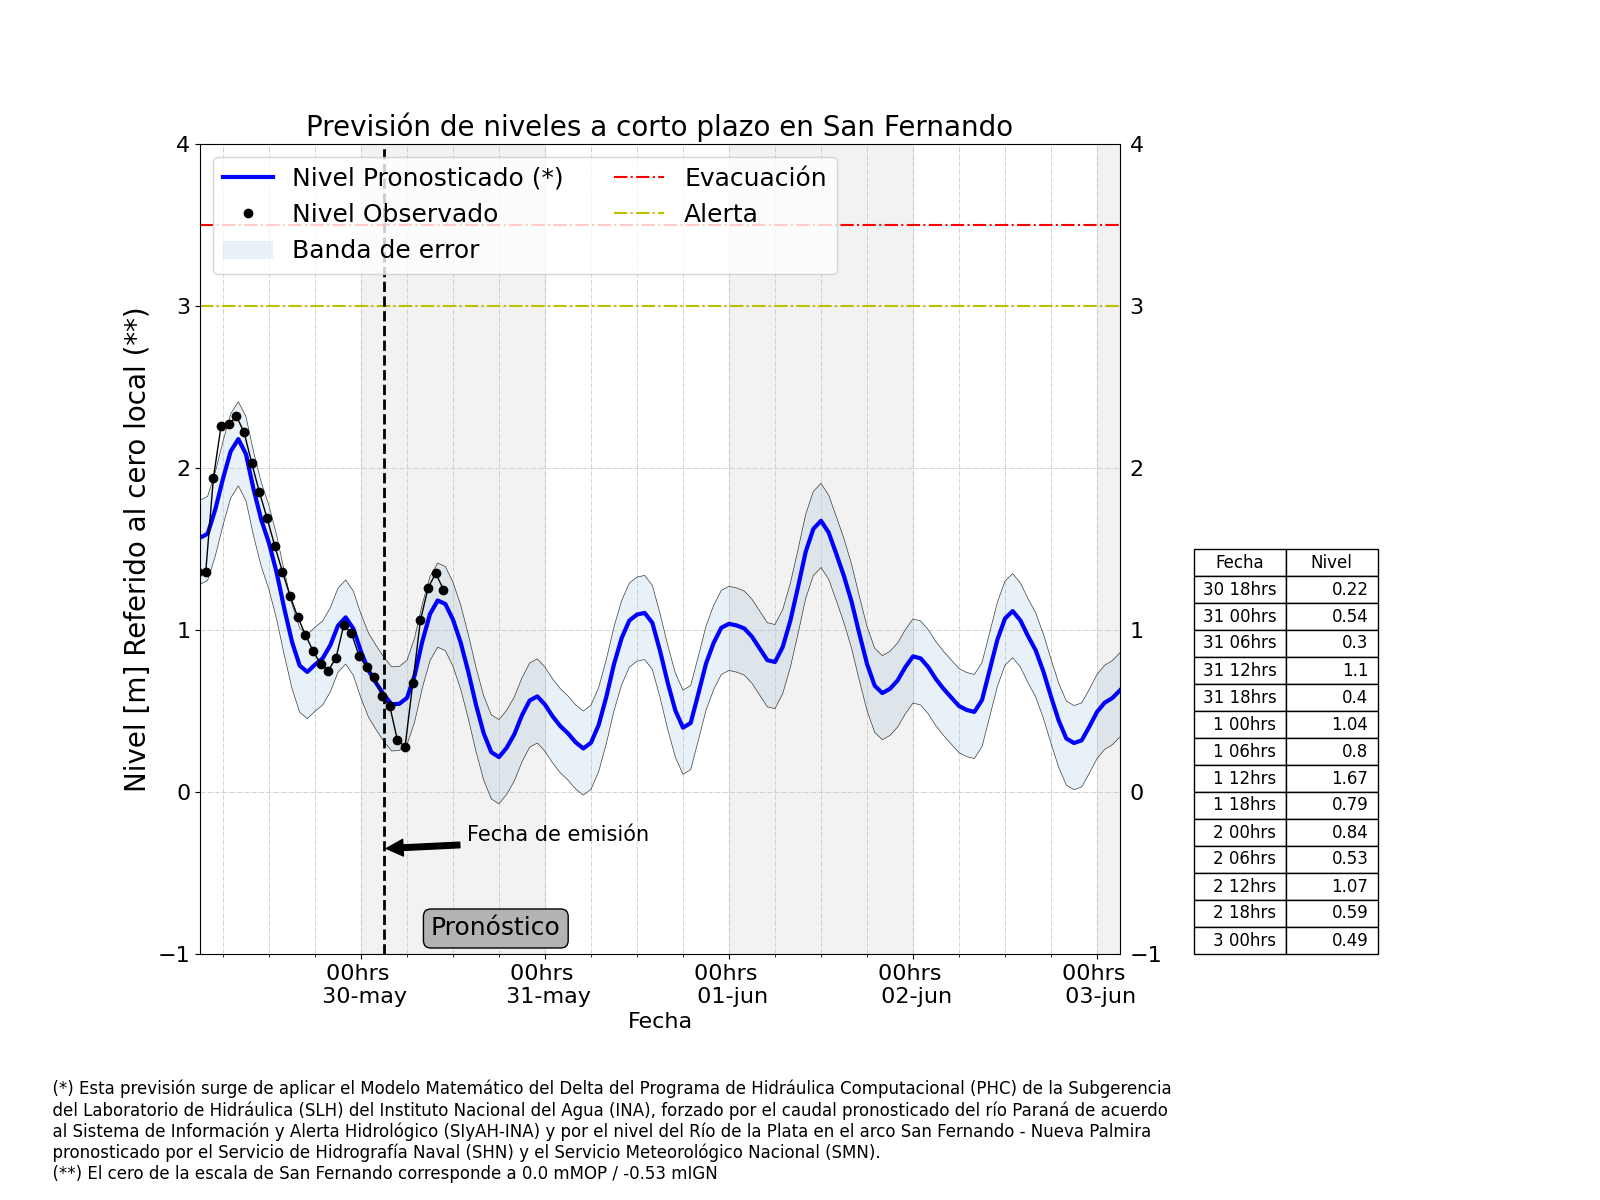 Previsión de niveles a corto plazo en San Fernando
Nivel Pronosticado (*)
Nivel Observado
Banda de error
Evacuación
Alerta
Nivel [m] Referido al cero local (**)
4
3
2
1
0
−1
4
3
2
1
0
−1
Fecha de emisión
Pronóstico
00hrs
30-may
00hrs
31-may
00hrs
01-jun
00hrs
02-jun
00hrs
03-jun
Fecha
Fecha Nivel
30 18hrs 0.22
31 00hrs 0.54
31 06hrs 0.3
31 12hrs 1.1
31 18hrs 0.4
1 00hrs 1.04
1 06hrs 0.8
1 12hrs 1.67
1 18hrs 0.79
2 00hrs 0.84
2 06hrs 0.53
2 12hrs 1.07
2 18hrs 0.59
3 00hrs 0.49
(*) Esta previsión surge de aplicar el Modelo Matemático del Delta del Programa de Hidráulica Computacional (PHC) de la Subgerencia
del Laboratorio de Hidráulica (SLH) del Instituto Nacional del Agua (INA), forzado por el caudal pronosticado del río Paraná de acuerdo
al Sistema de Información y Alerta Hidrológico (SIyAH-INA) y por el nivel del Río de la Plata en el arco San Fernando - Nueva Palmira
pronosticado por el Servicio de Hidrografía Naval (SHN) y el Servicio Meteorológico Nacional (SMN).
(**) El cero de la escala de San Fernando corresponde a 0.0 mMOP / -0.53 mIGN